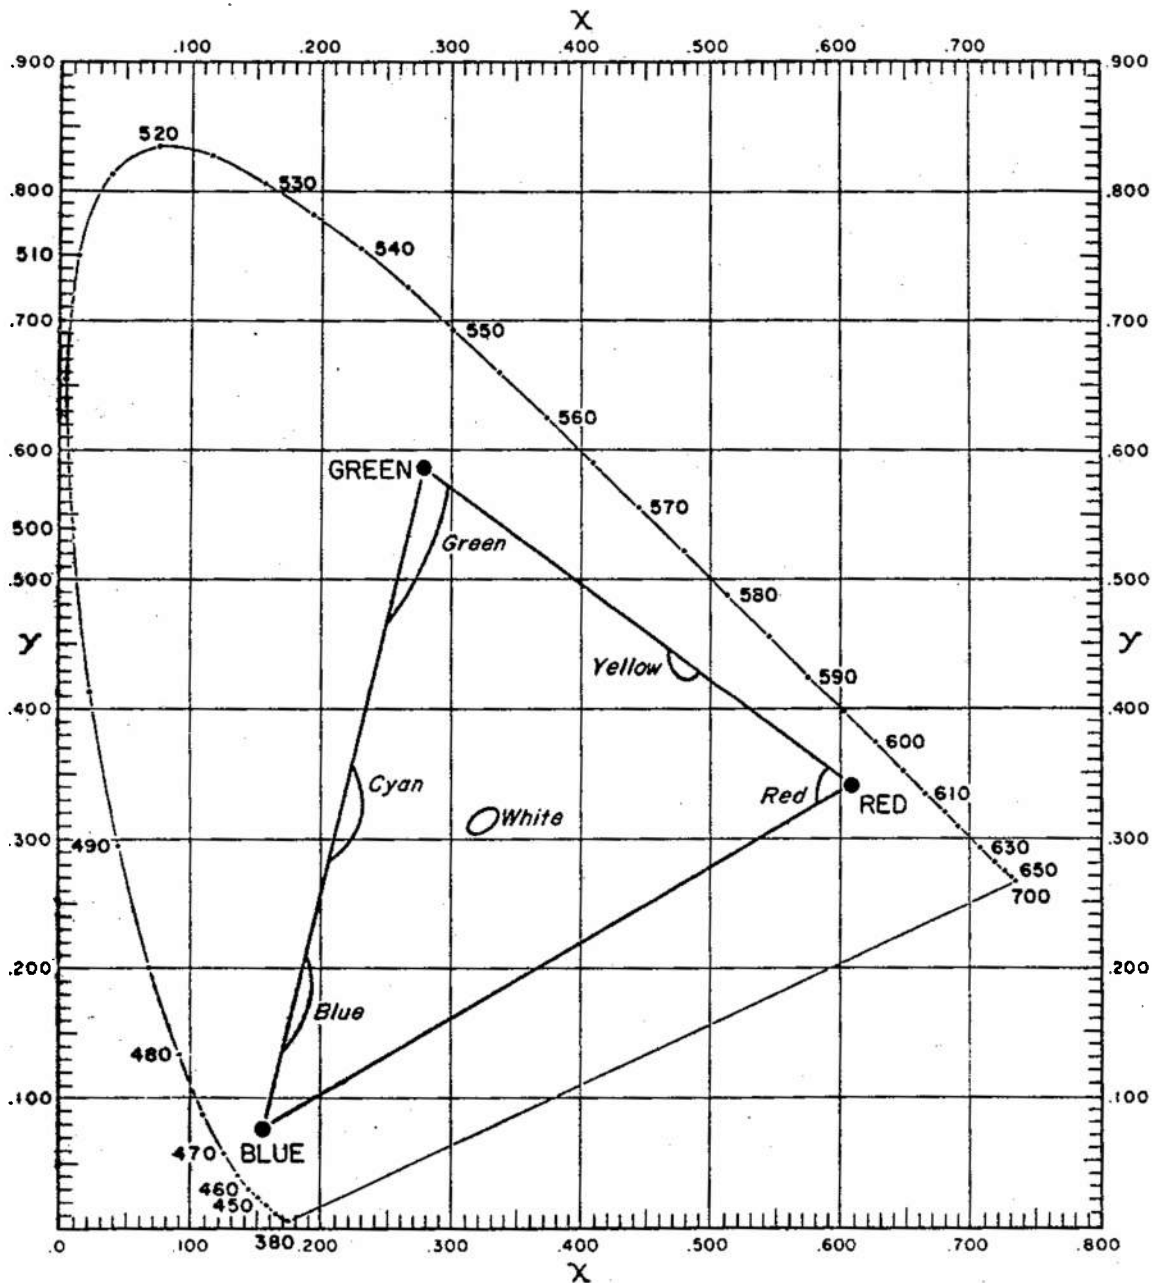 X
.100 .200 .300 .400 .500 .600 .700
.900 .900
520
530
.800 .800
510 540
.700 550 .700
560
.600 .600
GREEN
570
500
Green
.500 580 .500
y y
Yellow 590
.400 .400
600
Cyan
Red RED 610
White
.300 .300
490 630
650
700
.200 .200
Blue
480
.100 .100
470 BLUE
460
450
380
.0 .100 .200 .300 .400 .500 .600 .700 .800
X